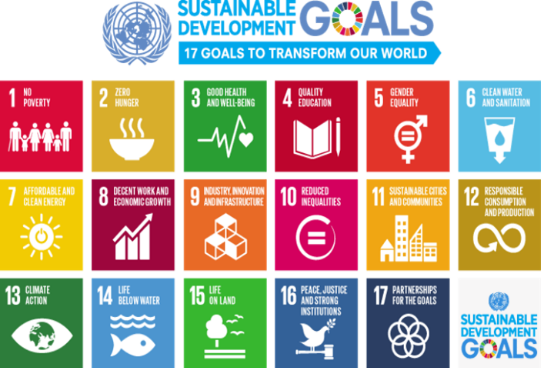 SUSTAINABLE
DEVELOPMENT GOALS
17 GOALS TO TRANSFORM OUR WORLD
1 NO
POVERTY
2 ZERO
HUNGER
3 GOOD HEALTH
AND WELL-BEING
4 QUALITY
EDUCATION
5 GENDER
EQUALITY
6 CLEAN WATER
AND SANITATION
7 AFFORDABLE AND
CLEAN ENERGY
8 DECENT WORK AND
ECONOMIC GROWTH
9 INDUSTRY, INNOVATION
AND INFRASTRUCTURE
10 REDUCED
INEQUALITIES
11 SUSTAINABLE CITIES
AND COMMUNITIES
12 RESPONSIBLE
CONSUMPTION
AND PRODUCTION
13 CLIMATE
ACTION
14 LIFE
BELOW WATER
15 LIFE
ON LAND
16 PEACE, JUSTICE
AND STRONG
INSTITUTIONS
17 PARTNERSHIPS
FOR THE GOALS
SUSTAINABLE
DEVELOPMENT
GOALS